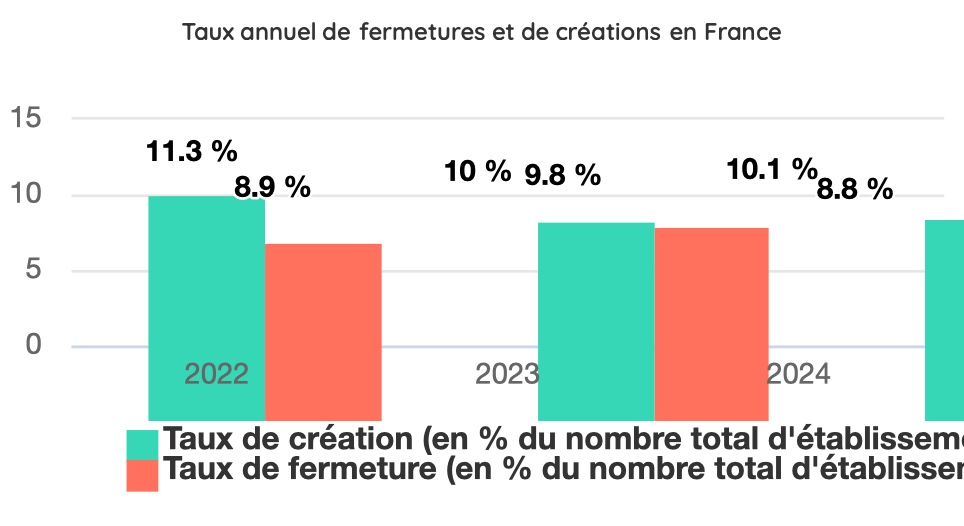 Taux annuel de fermetures et de créations en France
15
11.3 %
10 % 9.8 %
10.1 %
8.9 %
8.8 %
10
5
0
2022 2023 2024
Taux de création (en % du nombre total
Taux de fermeture (en % du nombre total